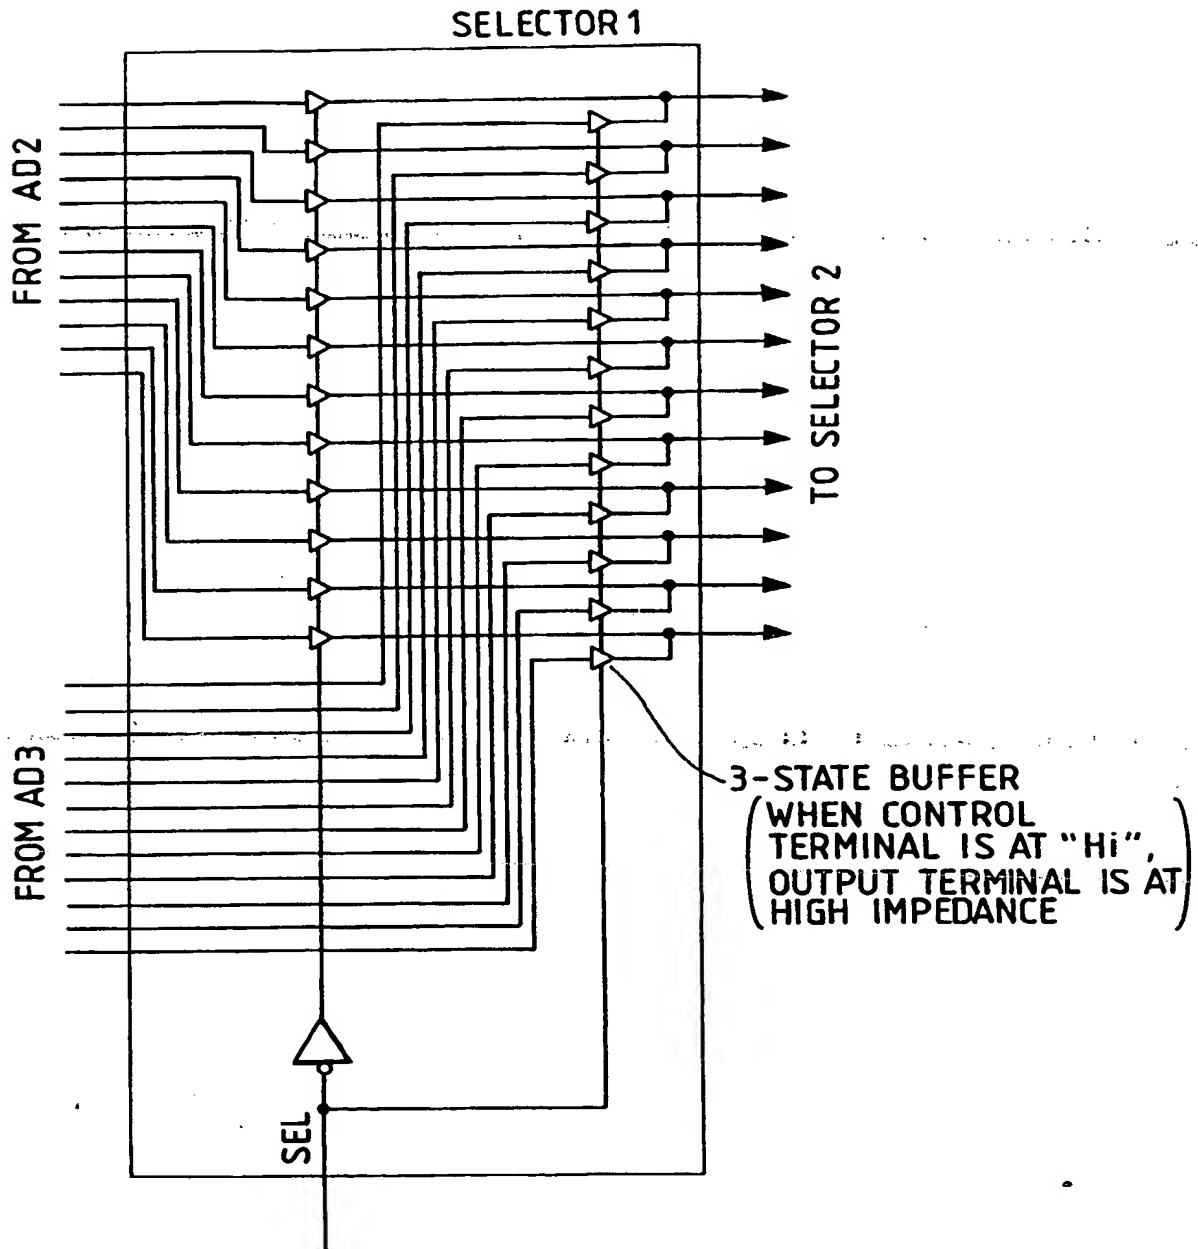 SELECTOR 1
FROM AD2
TO SELECTOR 2
FROM AD3
3-STATE BUFFER
(WHEN CONTROL
TERMINAL IS AT "Hi",
OUTPUT TERMINAL IS AT
HIGH IMPEDANCE)
SEL